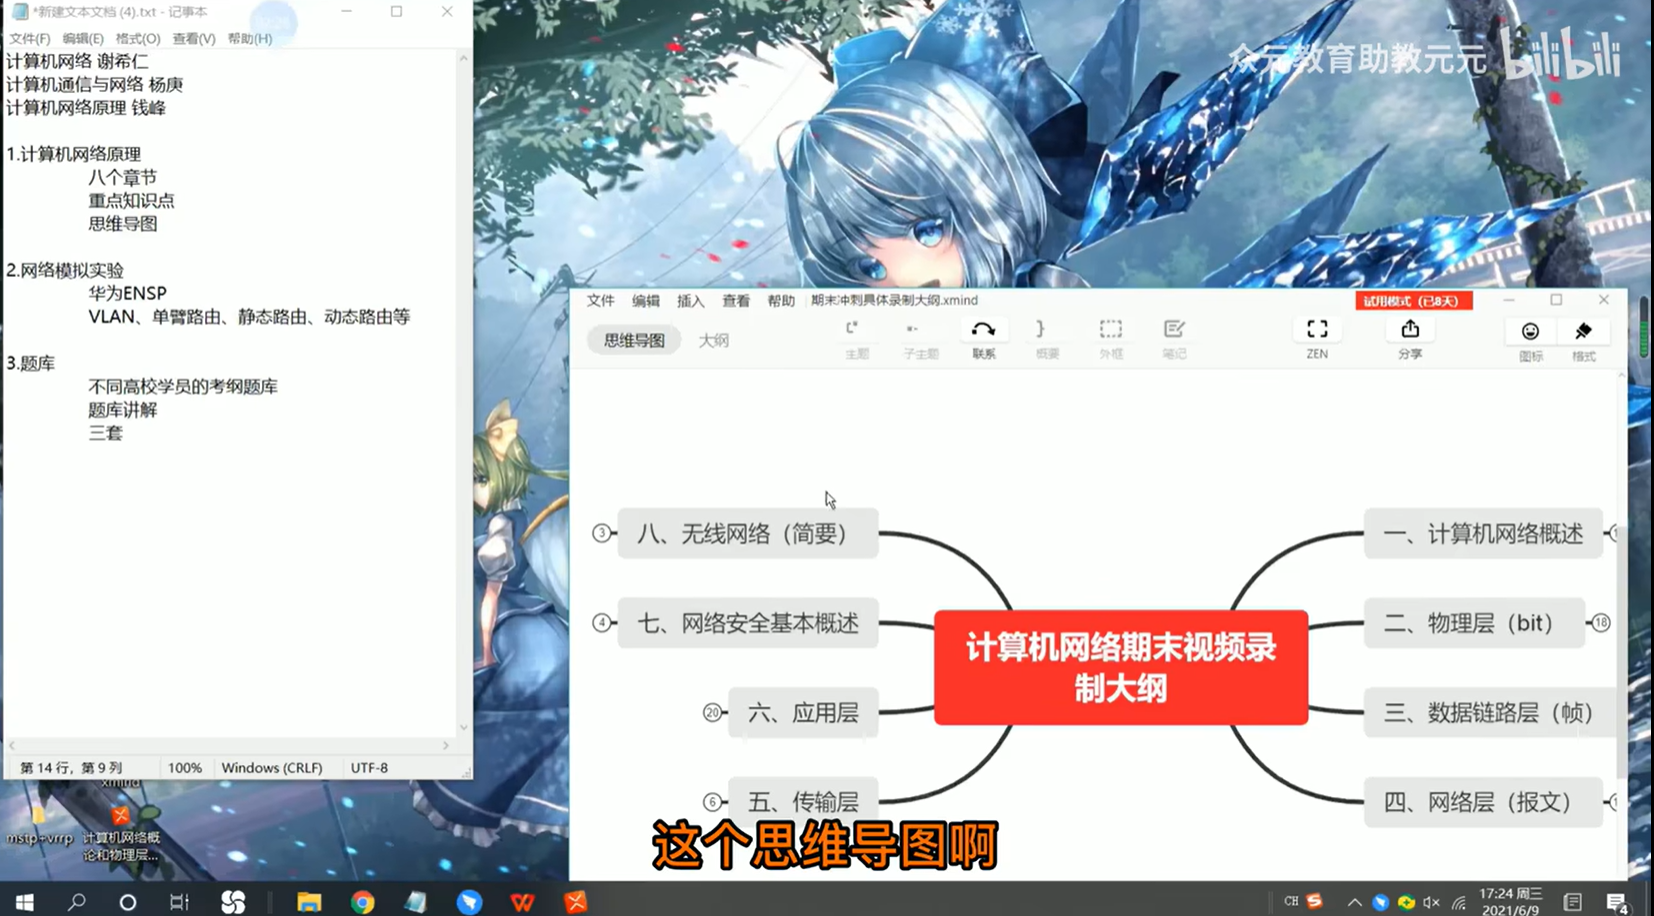 *新建文本文档 (4).txt - 记事本
文件(F) 编辑(E) 格式(O) 查看(V) 帮助(H)
计算机网络 谢希仁
计算机通信与网络 杨庚
计算机网络原理 钱峰
1.计算机网络原理
八个章节
重点知识点
思维导图
2.网络模拟实验
华为ENSP
VLAN、单臂路由、静态路由、动态路由等
3.题库
不同高校学员的考纲题库
题库讲解
三套
第 14 行，第 9 列 100% Windows (CRLF) UTF-8
众元教育助教元元 bilibili
文件 编辑 插入 查看 帮助 期末冲刺具体录制大纲.xmind 试用模式（已8天）
思维导图 大纲 主题 子主题 联系 概要 外框 笔记 ZEN 分享 图标 格式
3 八、无线网络（简要）
4 七、网络安全基本概述
20 六、应用层
6 五、传输层
计算机网络期末视频录
制大纲
一、计算机网络概述
二、物理层（bit） 18
三、数据链路层（帧）
四、网络层（报文）
这个思维导图啊
xmind
mstp+vrrp
计算机网络概
论和物理层...
CH
17:24 周三
2021/6/9
4